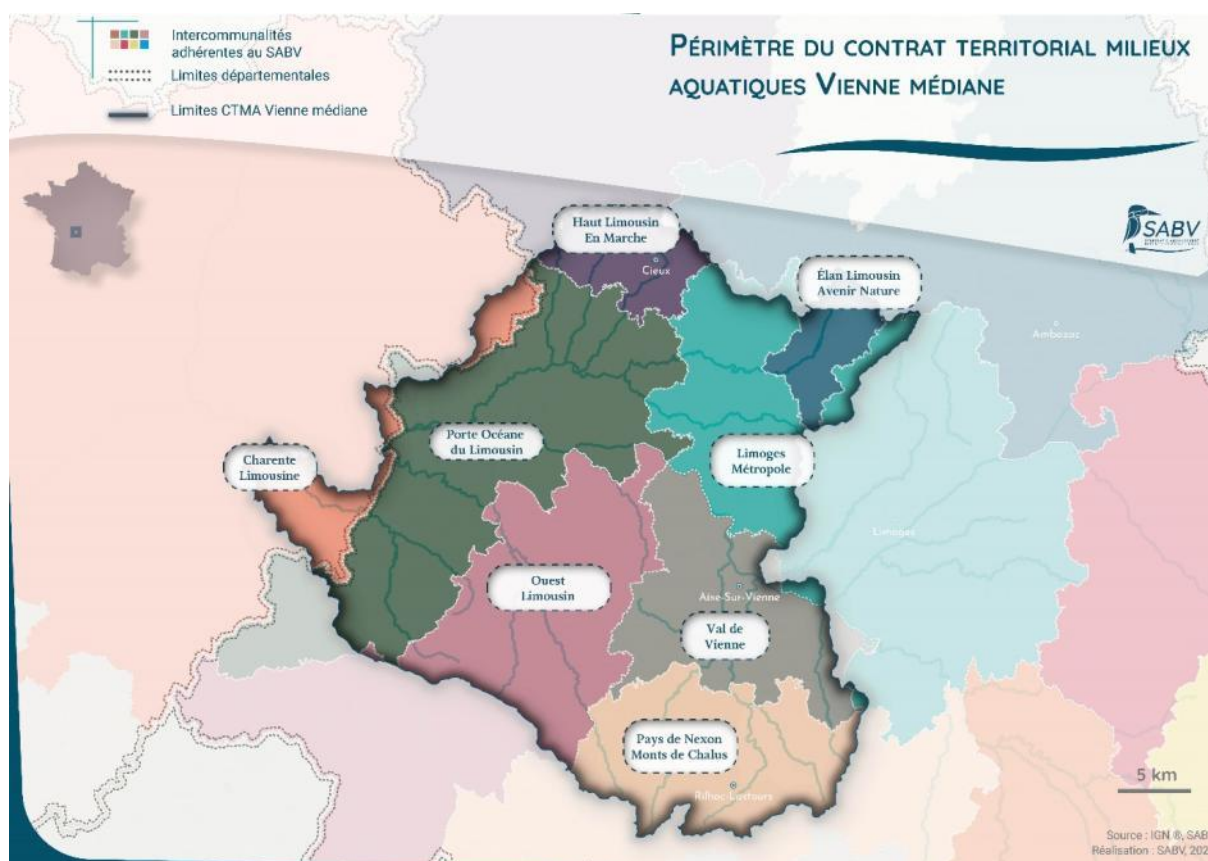 Intercommunalités
adhérentes au SABV
Limites départementales
Limites CTMA Vienne médiane
PÉRIMÈTRE DU CONTRAT TERRITORIAL MILIEUX
AQUATIQUES VIENNE MÉDIANE
SABV
Haut Limousin
En Marche
Cieux
Élan Limousin
Avenir Nature
Ambazac
Porte Océane
du Limousin
Charente
Limousine
Limoges
Métropole
Limoges
Ouest
Limousin
Aixe-Sur-Vienne
Val de
Vienne
Pays de Nexon
Monts de Chalus
Rilhac-Lastours
5 km
Source : IGN ®, SAB
Réalisation : SABV, 202